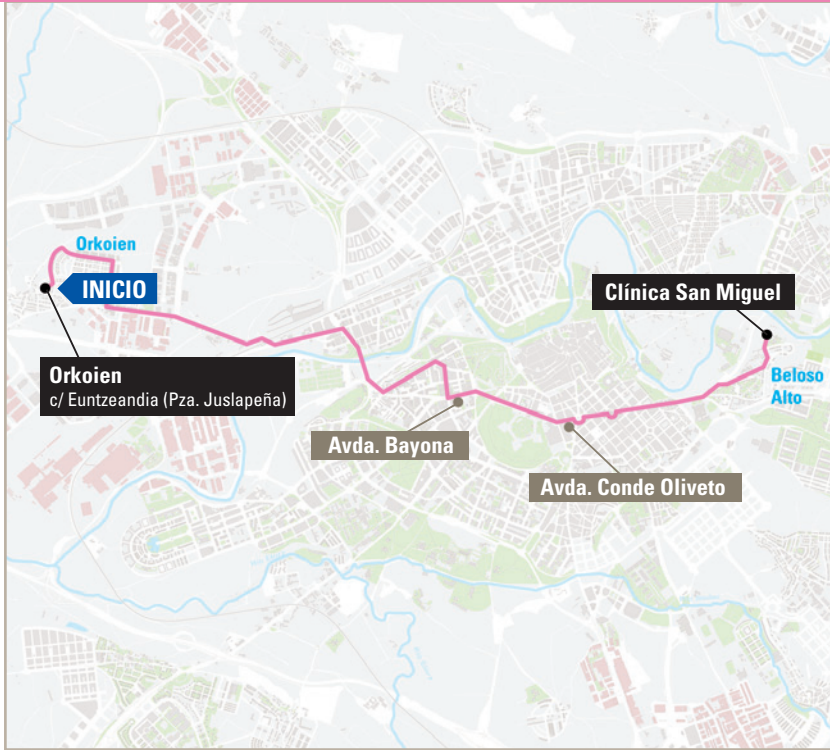 Orkoien
INICIO
Clínica San Miguel
Orkoien
c/ Euntzeandia (Pza. Juslapeña)
Beloso
Alto
Avda. Bayona
Avda. Conde Oliveto